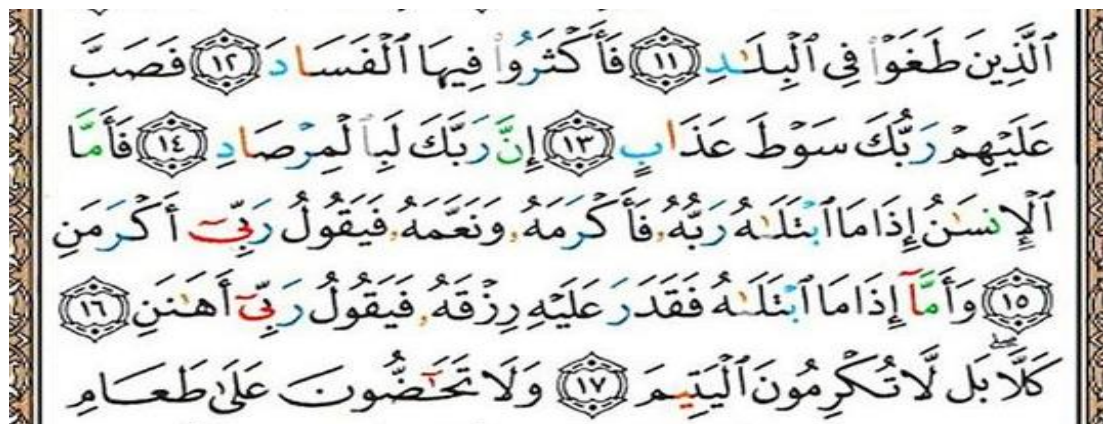 ٱلَّذِينَ طَغَوْا۟ فِى ٱلْبِلَـٰدِ ١١ فَأَكْثَرُوا۟ فِيهَا ٱلْفَسَادَ ١٢ فَصَبَّ
عَلَيْهِمْ رَبُّكَ سَوْطَ عَذَابٍ ١٣ إِنَّ رَبَّكَ لَبِٱلْمِرْصَادِ ١٤ فَأَمَّا
ٱلْإِنسَـٰنُ إِذَا مَا ٱبْتَلَىٰهُ رَبُّهُۥ فَأَكْرَمَهُۥ وَنَعَّمَهُۥ فَيَقُولُ رَبِّىٓ أَكْرَمَنِ
١٥ وَأَمَّآ إِذَا مَا ٱبْتَلَىٰهُ فَقَدَرَ عَلَيْهِ رِزْقَهُۥ فَيَقُولُ رَبِّىٓ أَهَـٰنَنِ ١٦
كَلَّا ۖ بَل لَّا تُكْرِمُونَ ٱلْيَتِيمَ ١٧ وَلَا تَحَـٰٓضُّونَ عَلَىٰ طَعَامِ